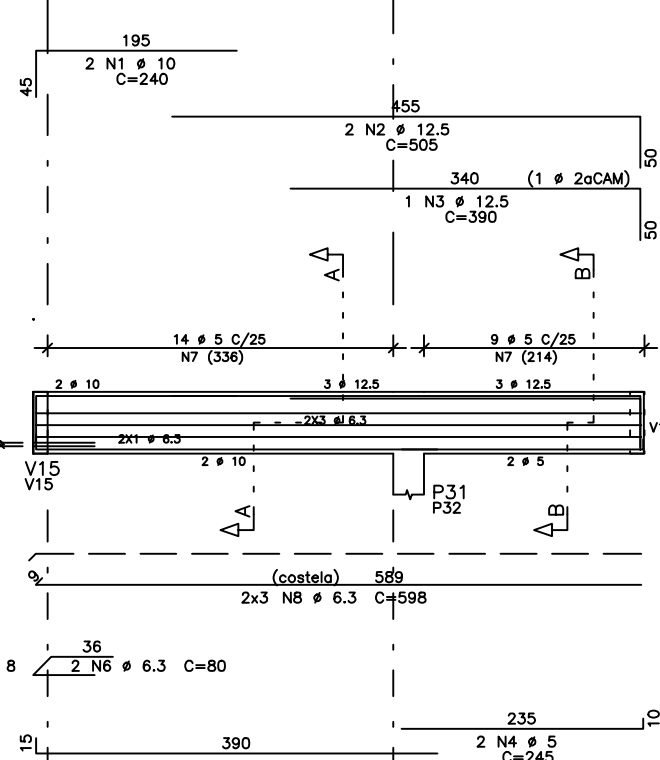 195
2 N1 ø 10
C=240
45
455
2 N2 ø 12.5
C=505
50
340 (1 ø 2aCAM)
1 N3 ø 12.5
C=390
50
A
B
14 ø 5 C/25
N7 (336)
9 ø 5 C/25
N7 (214)
2 ø 10
3 ø 12.5
3 ø 12.5
2X3 ø 6.3
2X1 ø 6.3
V15
V15
2 ø 10
2 ø 5
P31
P32
A
B
(costela) 589
9
2x3 N8 ø 6.3 C=598
36
8
2 N6 ø 6.3 C=80
15
390
235
10
2 N4 ø 5
C=245